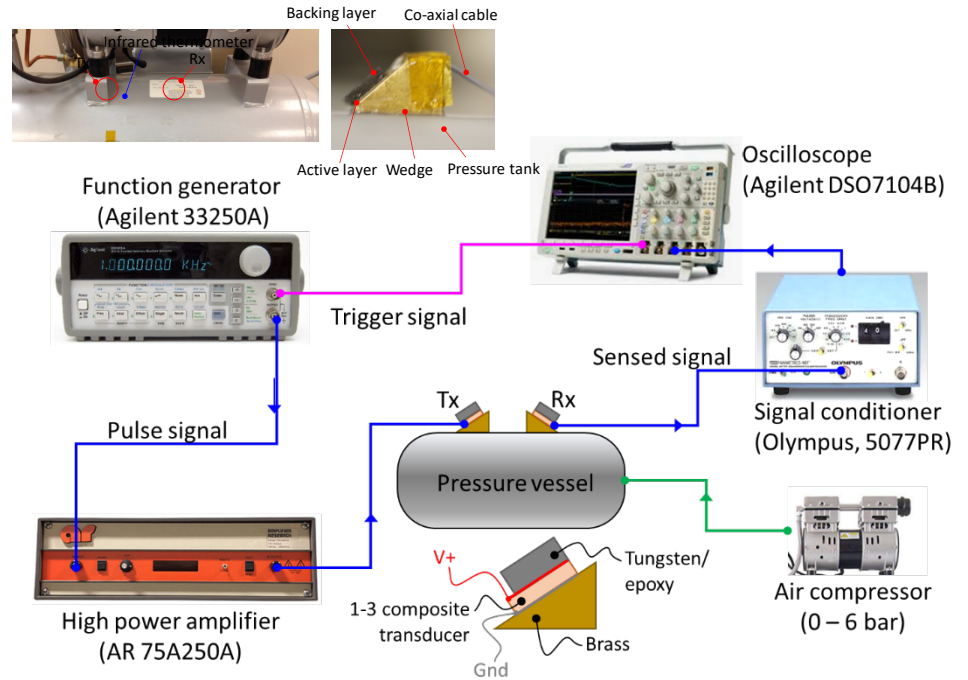 Backing layer
Co-axial cable
Infrared thermometer
Tx
Rx
Active layer
Wedge
Pressure tank
Function generator
(Agilent 33250A)
Oscilloscope
(Agilent DSO7104B)
Agilent
1.000,000,0 KHz
Trigger signal
Sensed signal
OLYMPUS
Pulse signal
Tx
Rx
Signal conditioner
(Olympus, 5077PR)
Pressure vessel
V+
Tungsten/
epoxy
1-3 composite
transducer
Brass
Gnd
Air compressor
(0 – 6 bar)
High power amplifier
(AR 75A250A)